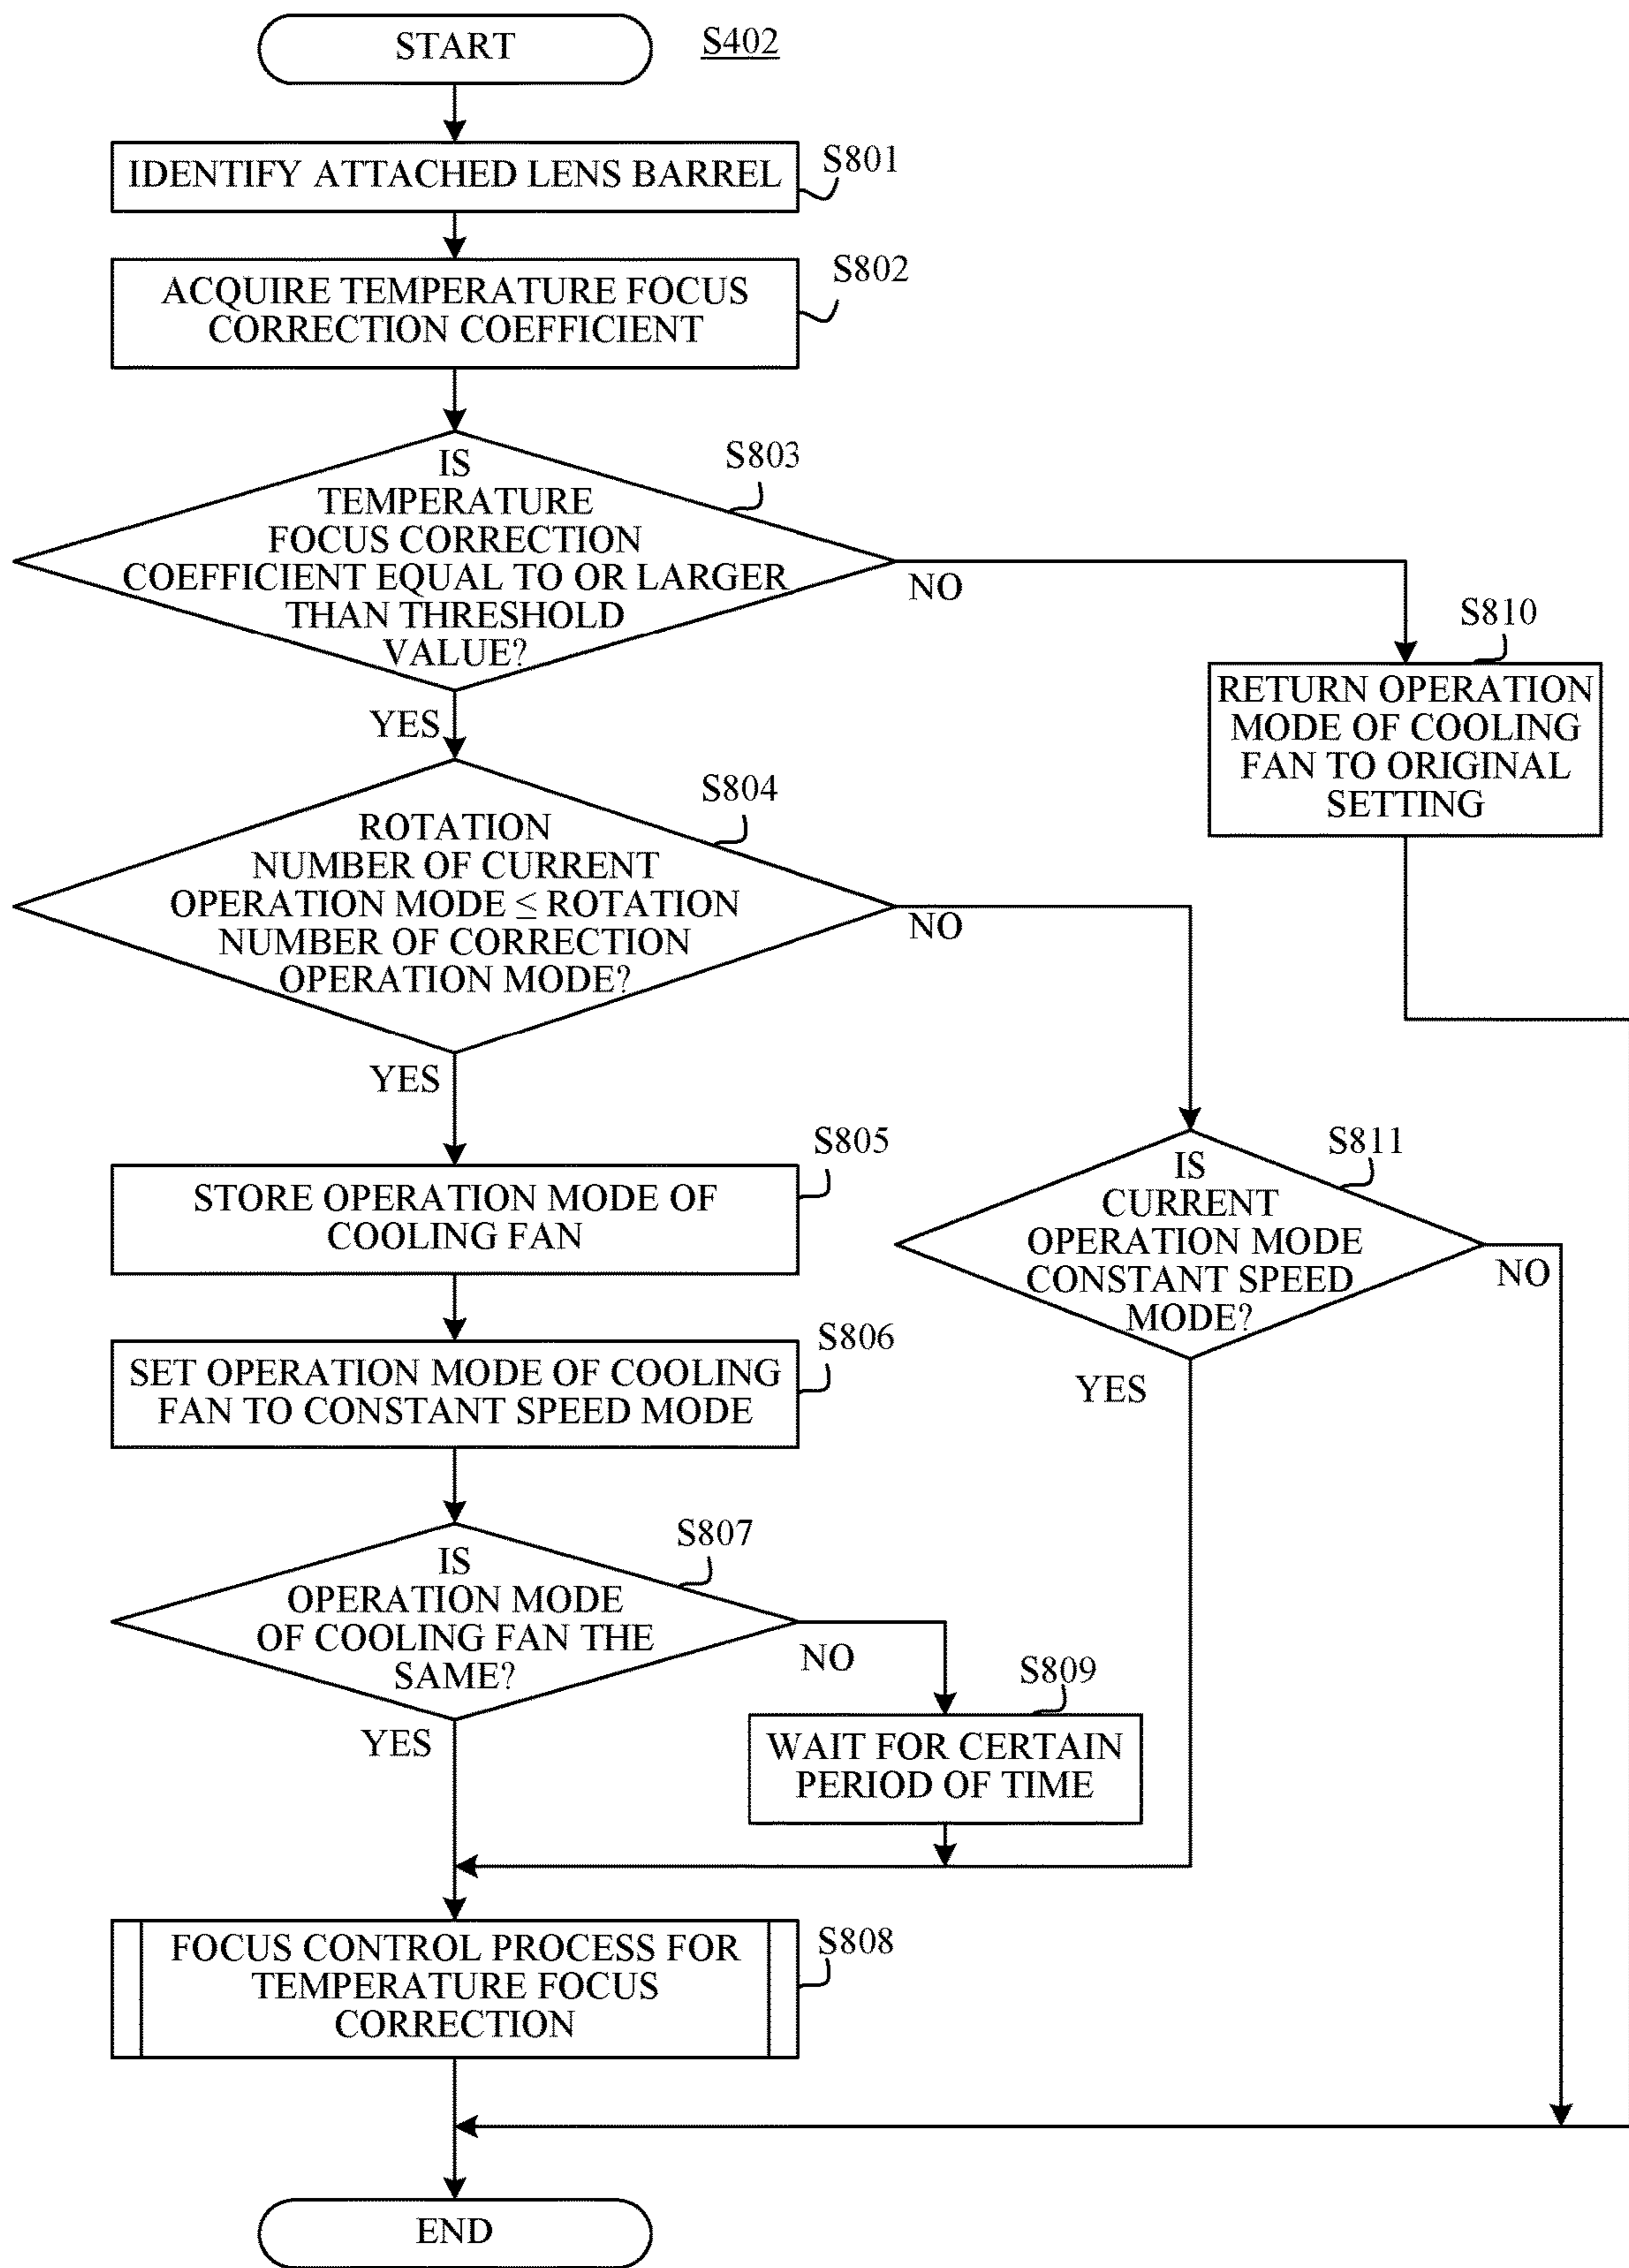 START
S402
IDENTIFY ATTACHED LENS BARREL
S801
ACQUIRE TEMPERATURE FOCUS
CORRECTION COEFFICIENT
S802
IS
TEMPERATURE
FOCUS CORRECTION
COEFFICIENT EQUAL TO OR LARGER
THAN THRESHOLD
VALUE?
S803
NO
YES
S810
RETURN OPERATION
MODE OF COOLING
FAN TO ORIGINAL
SETTING
ROTATION
NUMBER OF CURRENT
OPERATION MODE ≤ ROTATION
NUMBER OF CORRECTION
OPERATION MODE?
S804
NO
YES
STORE OPERATION MODE OF
COOLING FAN
S805
IS
CURRENT
OPERATION MODE
CONSTANT SPEED
MODE?
S811
NO
YES
SET OPERATION MODE OF COOLING
FAN TO CONSTANT SPEED MODE
S806
IS
OPERATION MODE
OF COOLING FAN THE
SAME?
S807
NO
YES
S809
WAIT FOR CERTAIN
PERIOD OF TIME
FOCUS CONTROL PROCESS FOR
TEMPERATURE FOCUS
CORRECTION
S808
END